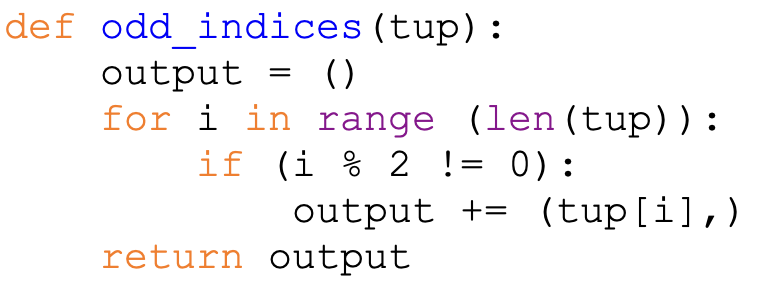 def odd_indices(tup):
    output = ()
    for i in range (len(tup)):
        if (i % 2 != 0):
            output += (tup[i],)
    return output